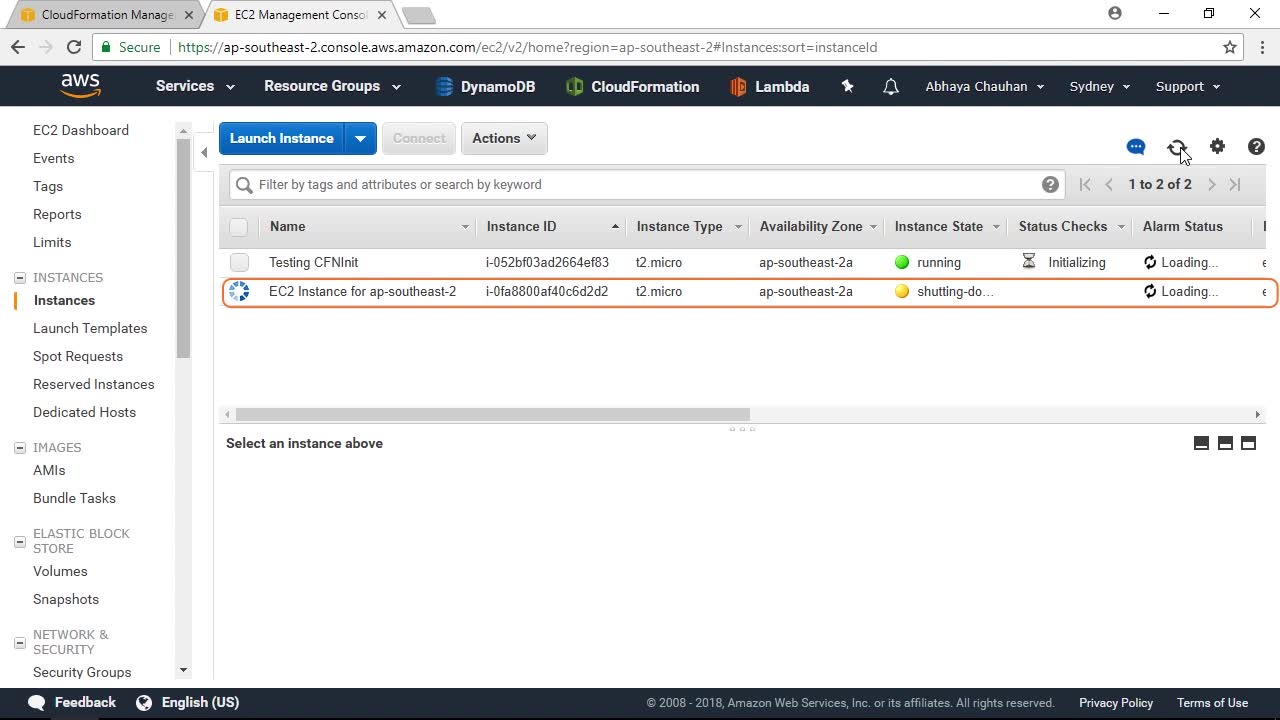 CloudFormation Manage
EC2 Management Conso
Secure
https://ap-southeast-2.console.aws.amazon.com/ec2/v2/home?region=ap-southeast-2#Instances:sort=instanceId
aws
Services
Resource Groups
DynamoDB
CloudFormation
Lambda
Abhaya Chauhan
Sydney
Support
EC2 Dashboard
Events
Tags
Reports
Limits
INSTANCES
Instances
Launch Templates
Spot Requests
Reserved Instances
Dedicated Hosts
IMAGES
AMIs
Bundle Tasks
ELASTIC BLOCK
STORE
Volumes
Snapshots
NETWORK &
SECURITY
Security Groups
Launch Instance
Connect
Actions
Filter by tags and attributes or search by keyword
1 to 2 of 2
Name Instance ID Instance Type Availability Zone Instance State Status Checks Alarm Status
Testing CFNInit i-052bf03ad2664ef83 t2.micro ap-southeast-2a running Initializing Loading... e
EC2 Instance for ap-southeast-2 i-0fa8800af40c6d2d2 t2.micro ap-southeast-2a shutting-do... Loading... e
Select an instance above
Feedback
English (US)
© 2008 - 2018, Amazon Web Services, Inc. or its affiliates. All rights reserved.
Privacy Policy
Terms of Use